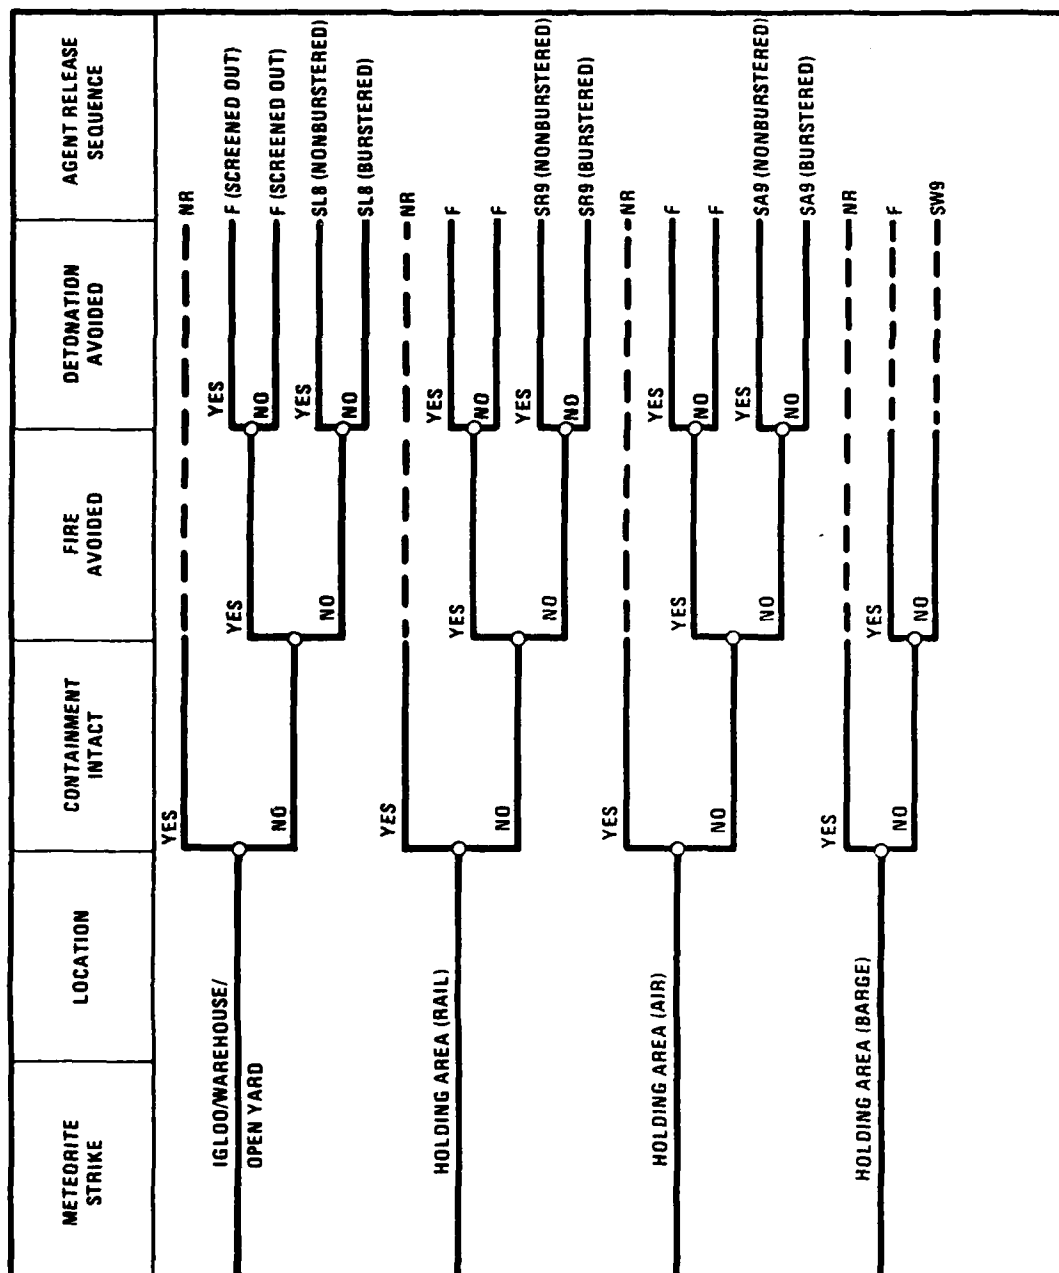 METEORITE
STRIKE
LOCATION
CONTAINMENT
INTACT
FIRE
AVOIDED
DETONATION
AVOIDED
AGENT RELEASE
SEQUENCE
IGLOO/WAREHOUSE/
OPEN YARD
YES
NO
YES
NO
YES
NO
YES
NO
NR
F (SCREENED OUT)
F (SCREENED OUT)
SL8 (NONBURSTERED)
SL8 (BURSTERED)
HOLDING AREA (RAIL)
YES
NO
YES
NO
YES
NO
YES
NO
NR
F
F
SR9 (NONBURSTERED)
SR9 (BURSTERED)
HOLDING AREA (AIR)
YES
NO
YES
NO
YES
NO
YES
NO
NR
F
F
SA9 (NONBURSTERED)
SA9 (BURSTERED)
HOLDING AREA (BARGE)
YES
NO
YES
NO
NR
F
SW9